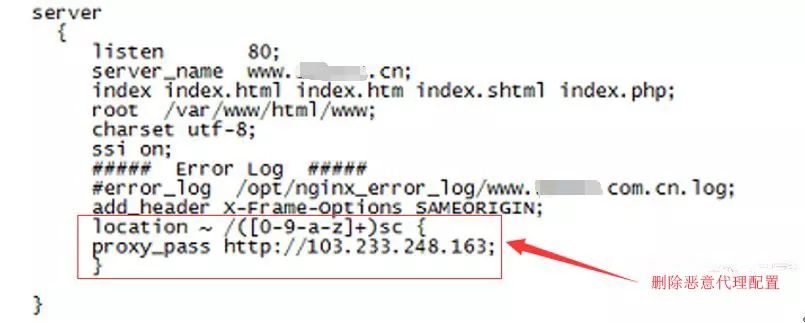 server
{
listen 80;
server_name www. .cn;
index index.html index.htm index.shtml index.php;
root /var/www/html/www;
charset utf-8;
ssi on;
##### Error Log #####
#error_log /opt/nginx_error_log/www. com.cn.log;
add_header X-Frame-Options SAMEORIGIN;
location ~ /([0-9-a-z]+)sc {
proxy_pass http://103.233.248.163;
}
删除恶意代理配置
}